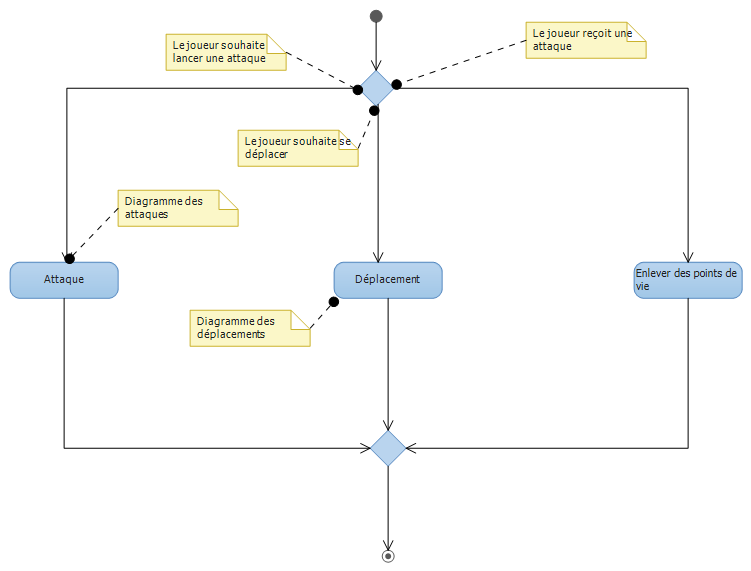 Le joueur souhaite
lancer une attaque
Le joueur reçoit une
attaque
Le joueur souhaite se
déplacer
Diagramme des
attaques
Attaque
Déplacement
Enlever des points de
vie
Diagramme des
déplacements